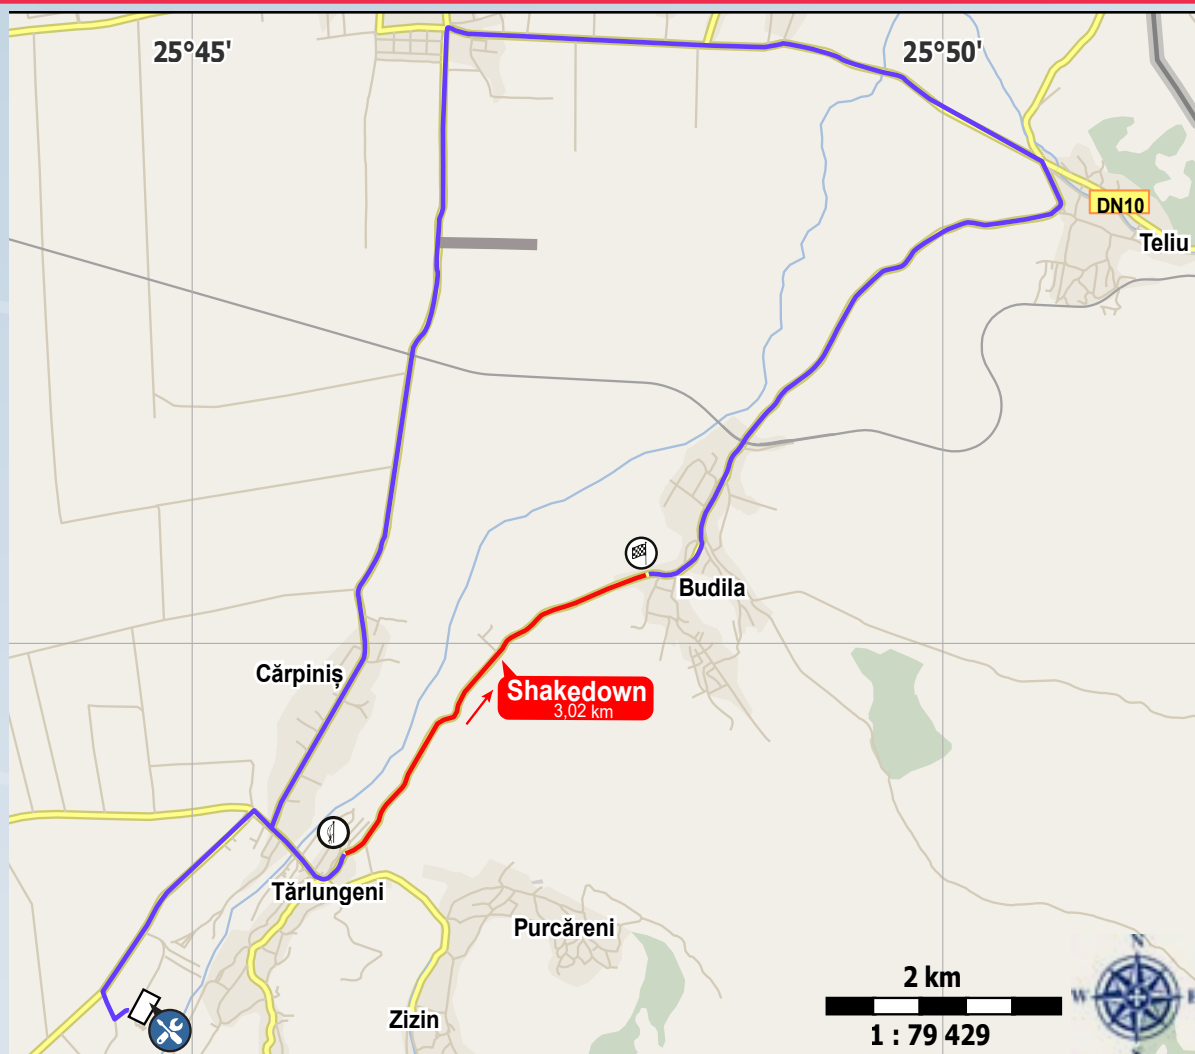 25°45'
25°50'
DN10
Teliu
Budila
Cărpiniș
Shakedown
3,02 km
Tărlungeni
Purcăreni
Zizin
2 km
1 : 79 429
N
W
E
S